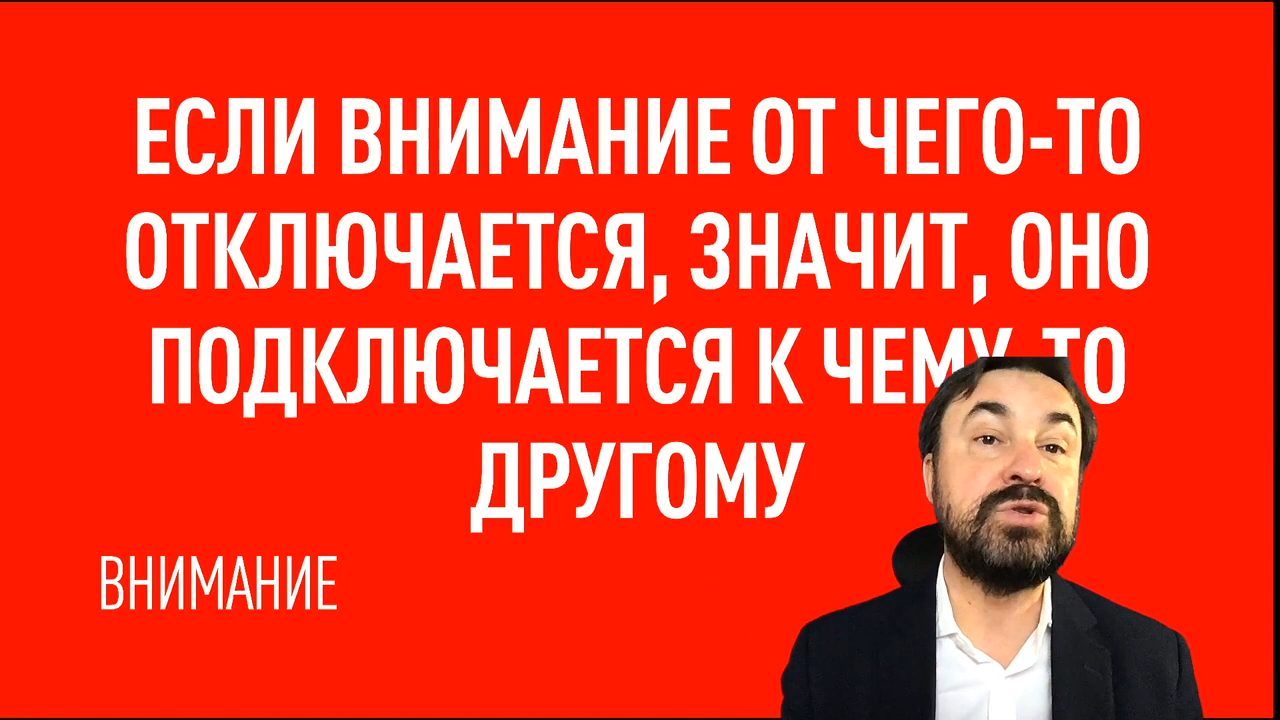 ЕСЛИ ВНИМАНИЕ ОТ ЧЕГО-ТО
ОТКЛЮЧАЕТСЯ, ЗНАЧИТ, ОНО
ПОДКЛЮЧАЕТСЯ К ЧЕМУ-ТО
ДРУГОМУ
ВНИМАНИЕ